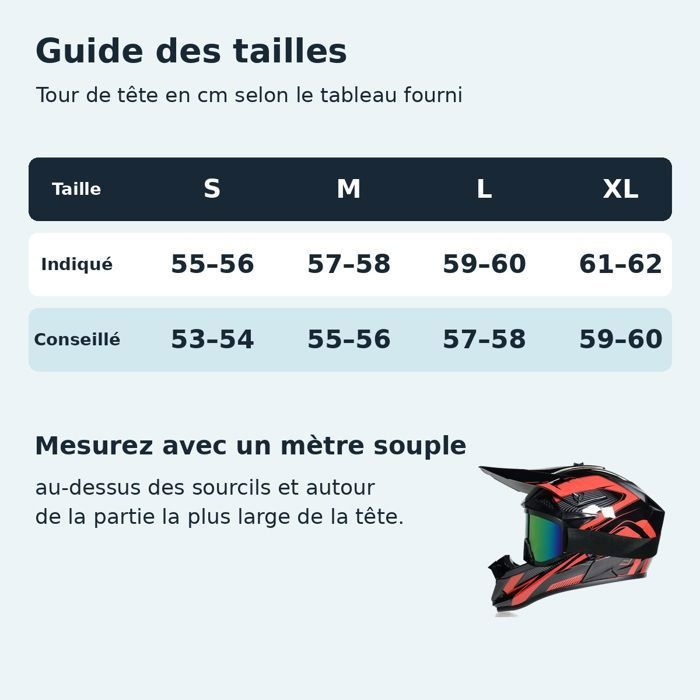 Guide des tailles
Tour de tête en cm selon le tableau fourni
Taille S M L XL
Indiqué 55–56 57–58 59–60 61–62
Conseillé 53–54 55–56 57–58 59–60
Mesurez avec un mètre souple
au-dessus des sourcils et autour
de la partie la plus large de la tête.